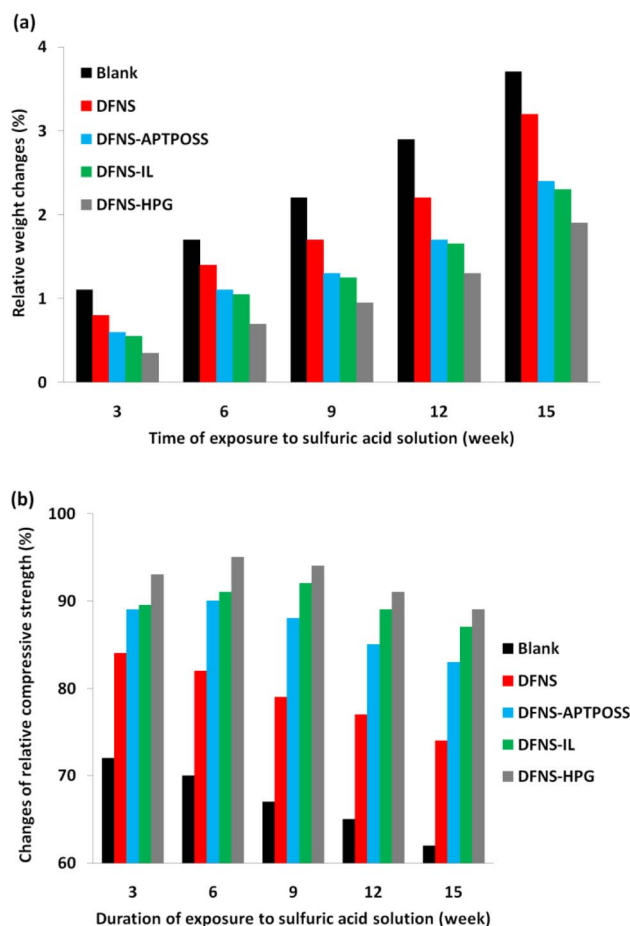 (a)
Relative weight changes (%)
4
3
2
1
0
Blank
DFNS
DFNS-APTPOSS
DFNS-IL
DFNS-HPG
3 6 9 12 15
Time of exposure to sulfuric acid solution (week)
(b)
Changes of relative compressive strength (%)
100
90
80
70
60
Blank
DFNS
DFNS-APTPOSS
DFNS-IL
DFNS-HPG
3 6 9 12 15
Duration of exposure to sulfuric acid solution (week)